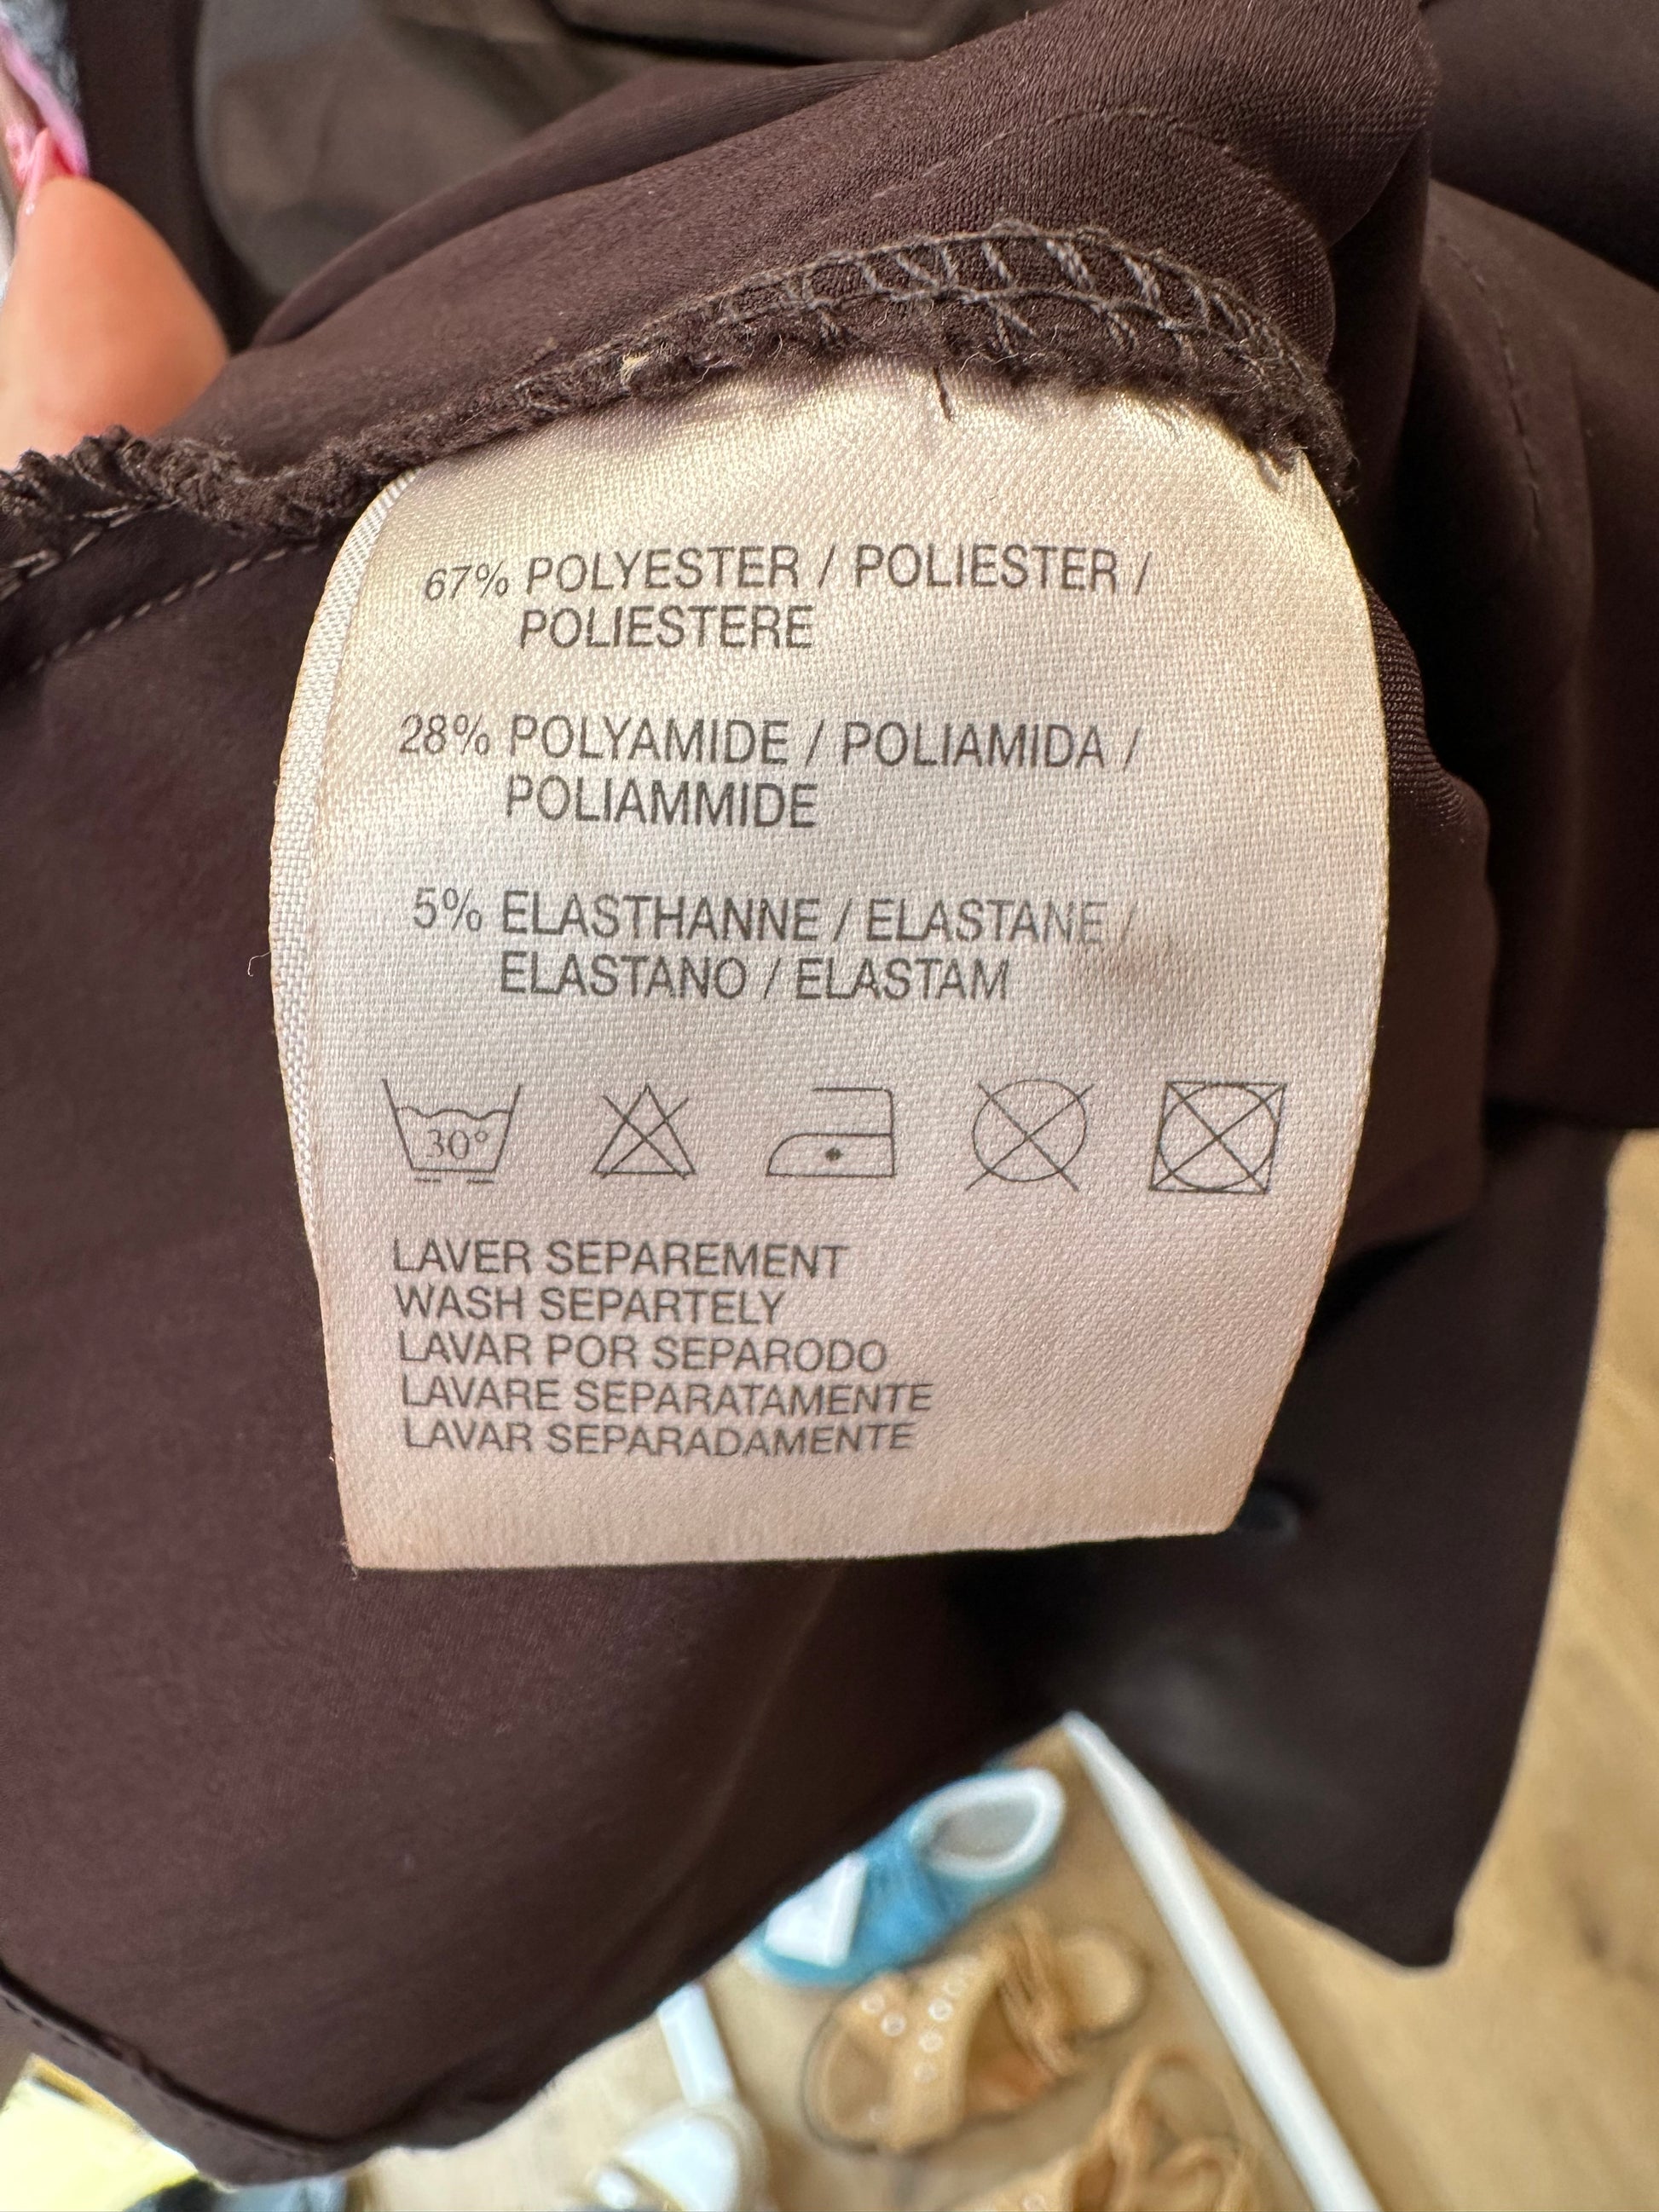 67% POLYESTER / POLIESTER /
POLIESTERE
28% POLYAMIDE / POLIAMIDA /
POLIAMMIDE
5% ELASTHANNE / ELASTANE /
ELASTANO / ELASTAM
30°
LAVER SEPAREMENT
WASH SEPARTELY
LAVAR POR SEPARODO
LAVARE SEPARATAMENTE
LAVAR SEPARADAMENTE